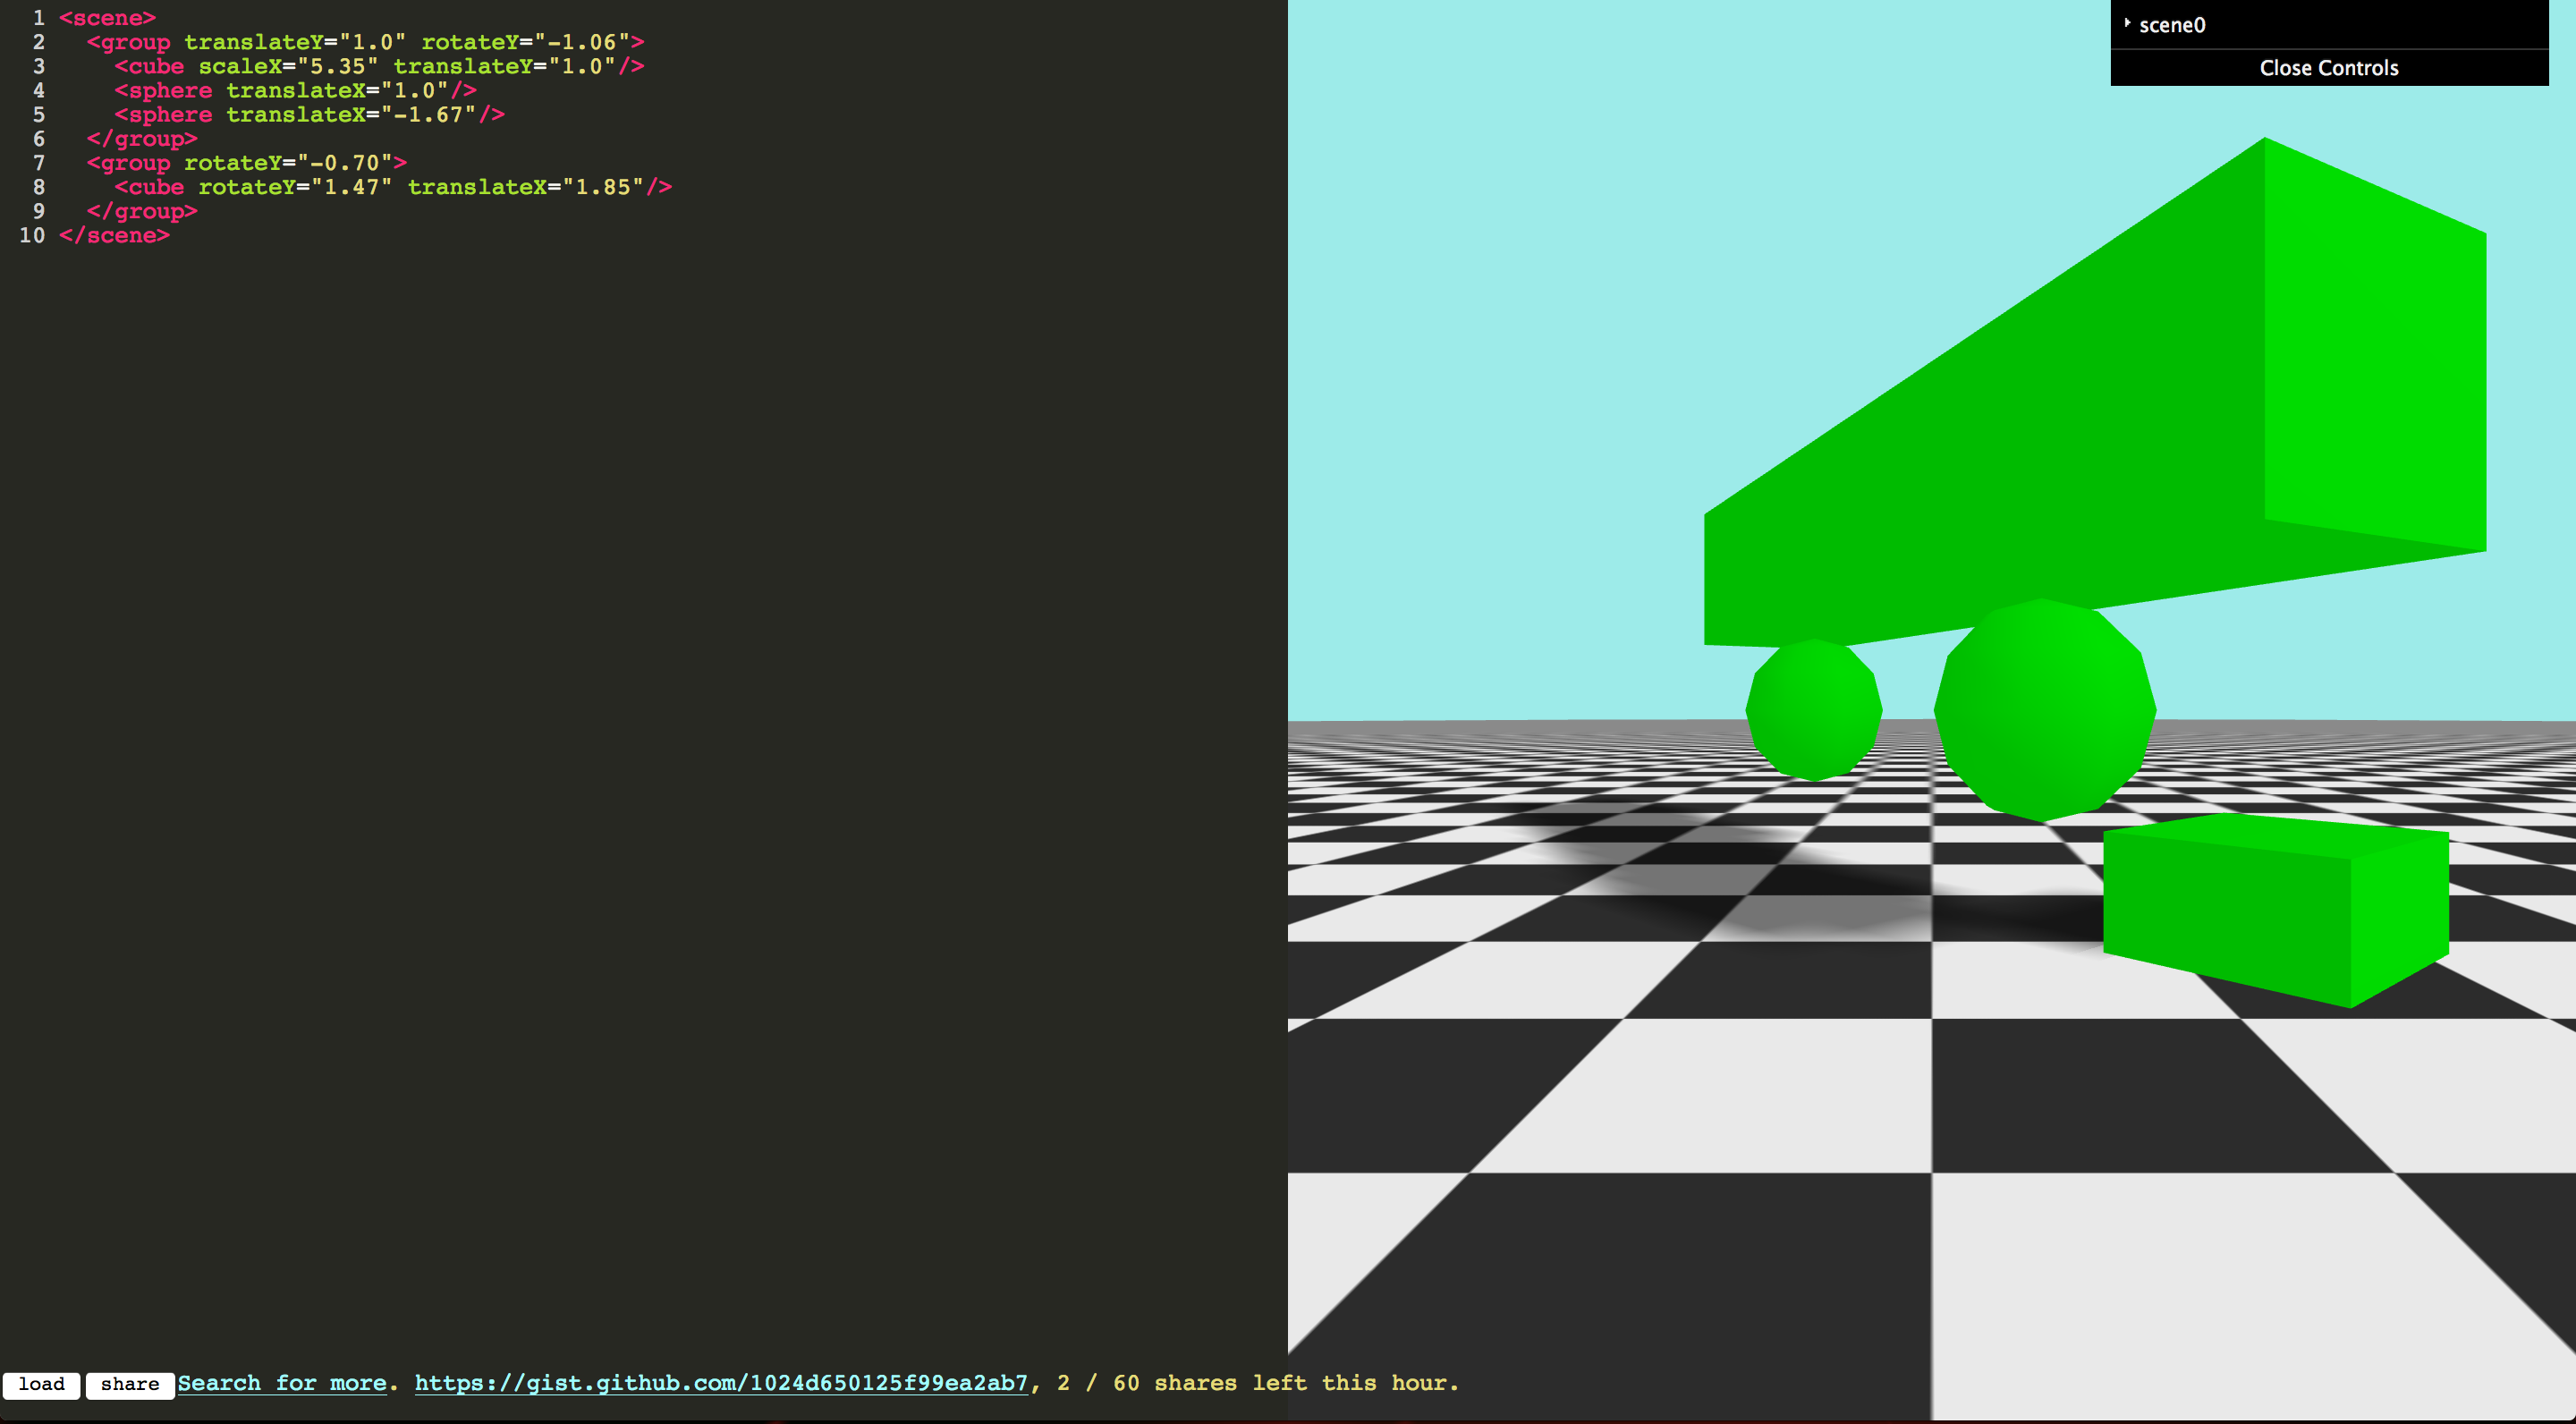 1 <scene>
2   <group translateY="1.0" rotateY="-1.06">
3     <cube scaleX="5.35" translateY="1.0"/>
4     <sphere translateX="1.0"/>
5     <sphere translateX="-1.67"/>
6   </group>
7   <group rotateY="-0.70">
8     <cube rotateY="1.47" translateX="1.85"/>
9   </group>
10 </scene>
scene0
Close Controls
load share Search for more. https://gist.github.com/1024d650125f99ea2ab7, 2 / 60 shares left this hour.